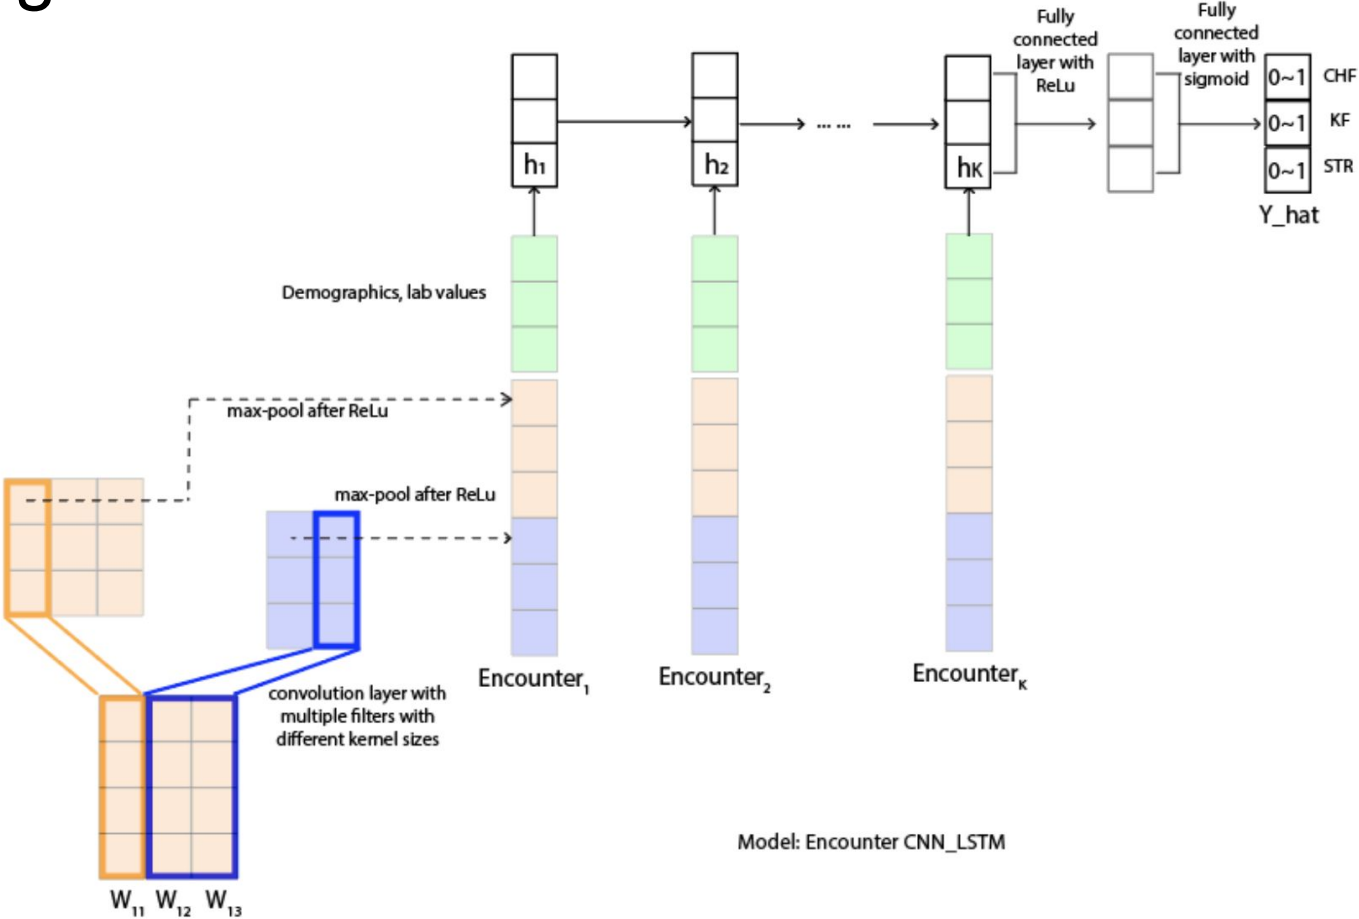 Fully
connected
layer with
ReLu
Fully
connected
layer with
sigmoid
0~1 CHF
0~1 KF
0~1 STR
Y_hat
h1
h2
... ...
hK
Demographics, lab values
max-pool after ReLu
max-pool after ReLu
Encounter1
Encounter2
EncounterK
convolution layer with
multiple filters with
different kernel sizes
Model: Encounter CNN_LSTM
W11 W12 W13